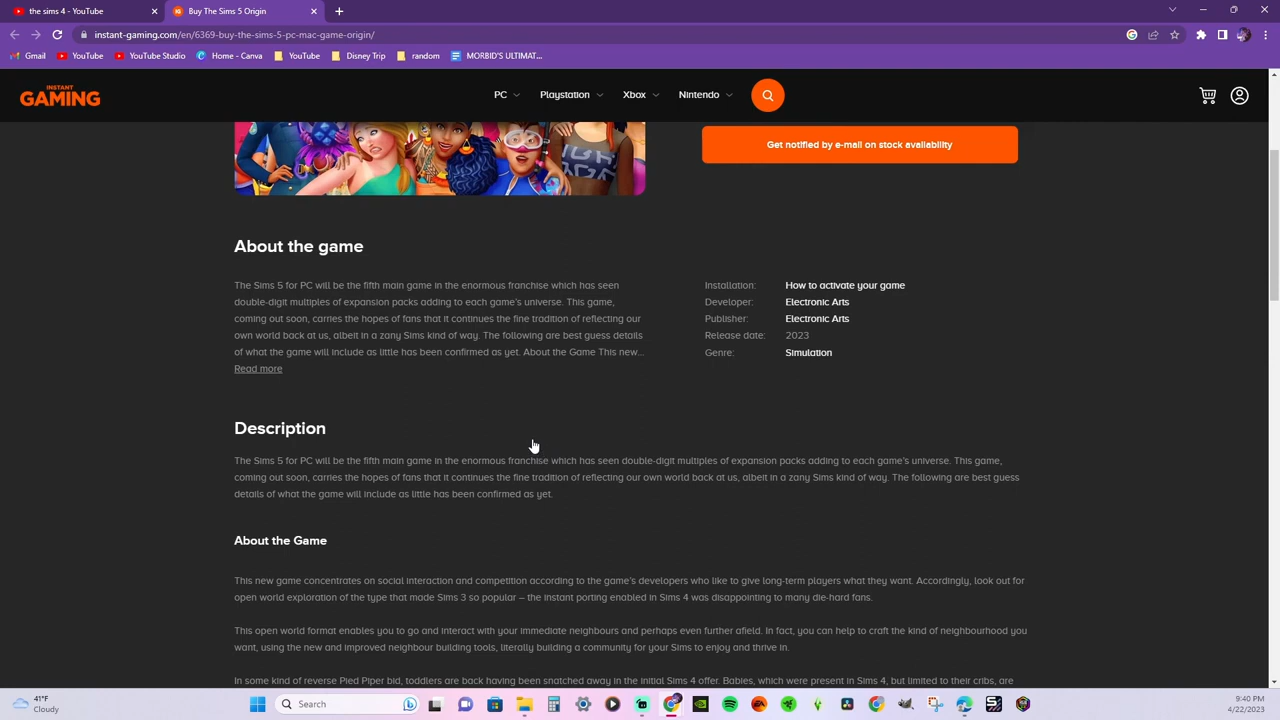 the sims 4 - YouTube
Buy The Sims 5 Origin
instant-gaming.com/en/6369-buy-the-sims-5-pc-mac-game-origin/
Gmail
YouTube
YouTube Studio
Home - Canva
YouTube
Disney Trip
random
MORBID'S ULTIMAT...
INSTANT
GAMING
PC
Playstation
Xbox
Nintendo
Get notified by e-mail on stock availability
About the game
The Sims 5 for PC will be the fifth main game in the enormous franchise which has seen
double-digit multiples of expansion packs adding to each game's universe. This game,
coming out soon, carries the hopes of fans that it continues the fine tradition of reflecting our
own world back at us, albeit in a zany Sims kind of way. The following are best guess details
of what the game will include as little has been confirmed as yet. About the Game This new...
Read more
Installation: How to activate your game
Developer: Electronic Arts
Publisher: Electronic Arts
Release date: 2023
Genre: Simulation
Description
The Sims 5 for PC will be the fifth main game in the enormous franchise which has seen double-digit multiples of expansion packs adding to each game's universe. This game,
coming out soon, carries the hopes of fans that it continues the fine tradition of reflecting our own world back at us, albeit in a zany Sims kind of way. The following are best guess
details of what the game will include as little has been confirmed as yet.
About the Game
This new game concentrates on social interaction and competition according to the game's developers who like to give long-term players what they want. Accordingly, look out for
open world exploration of the type that made Sims 3 so popular – the instant porting enabled in Sims 4 was disappointing to many die-hard fans.
This open world format enables you to go and interact with your immediate neighbours and perhaps even further afield. In fact, you can help to craft the kind of neighbourhood you
want, using the new and improved neighbour building tools, literally building a community for your Sims to enjoy and thrive in.
In some kind of reverse Pied Piper bid, toddlers are back having been snatched away in the initial Sims 4 offer. Babies, which were present in Sims 4, but limited to their cribs, are
41°F
Cloudy
Search
9:40 PM
4/22/2023